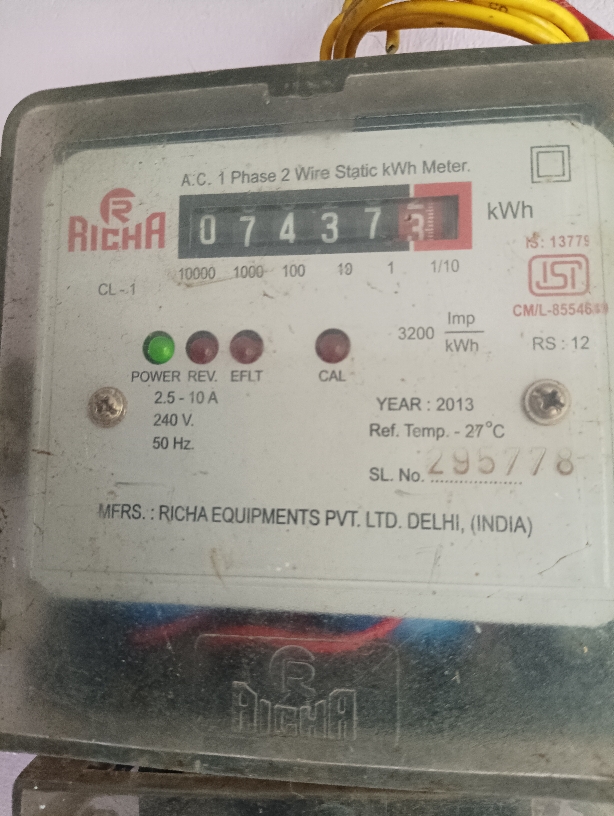 A.C. 1 Phase 2 Wire Static kWh Meter.
R
RICHA
0 7 4 3 7 3
kWh
10000 1000 100 10 1 1/10
CL-1
IS: 13779
ISI
CM/L-85546
3200 Imp/kWh
RS : 12
POWER REV. EFLT CAL
2.5 - 10 A
240 V.
50 Hz.
YEAR : 2013
Ref. Temp. - 27°C
SL. No. 295778
MFRS. : RICHA EQUIPMENTS PVT. LTD. DELHI, (INDIA)
R
RICHA